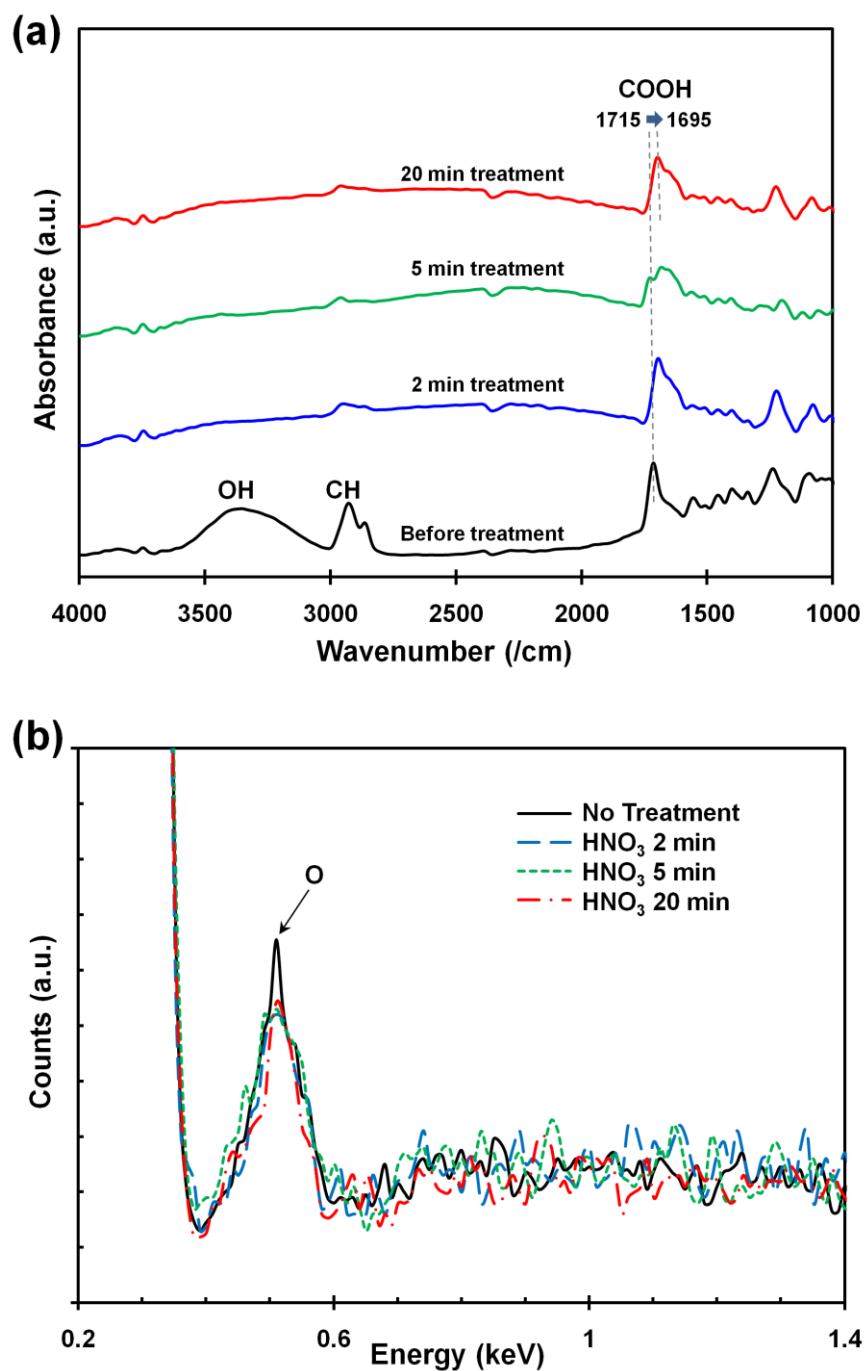 (a)
COOH
1715 1695
20 min treatment
5 min treatment
2 min treatment
OH
CH
Before treatment
Absorbance (a.u.)
4000 3500 3000 2500 2000 1500 1000
Wavenumber (/cm)
(b)
No Treatment
HNO₃ 2 min
HNO₃ 5 min
HNO₃ 20 min
O
Counts (a.u.)
0.2 0.6 1 1.4
Energy (keV)